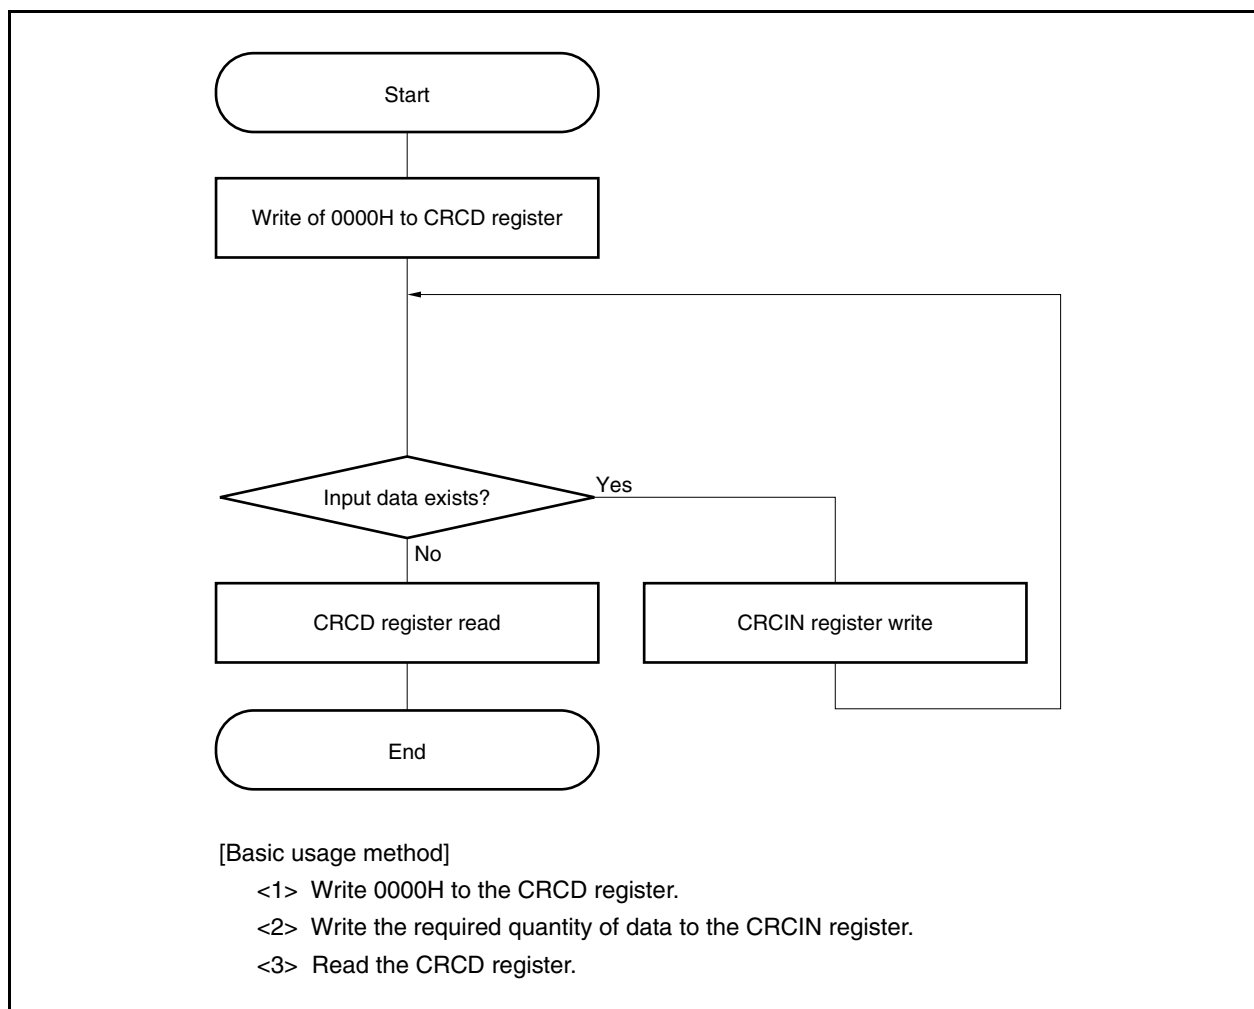 Start
Write of 0000H to CRCD register
Input data exists?
Yes
No
CRCD register read
CRCIN register write
End
[Basic usage method]
<1> Write 0000H to the CRCD register.
<2> Write the required quantity of data to the CRCIN register.
<3> Read the CRCD register.